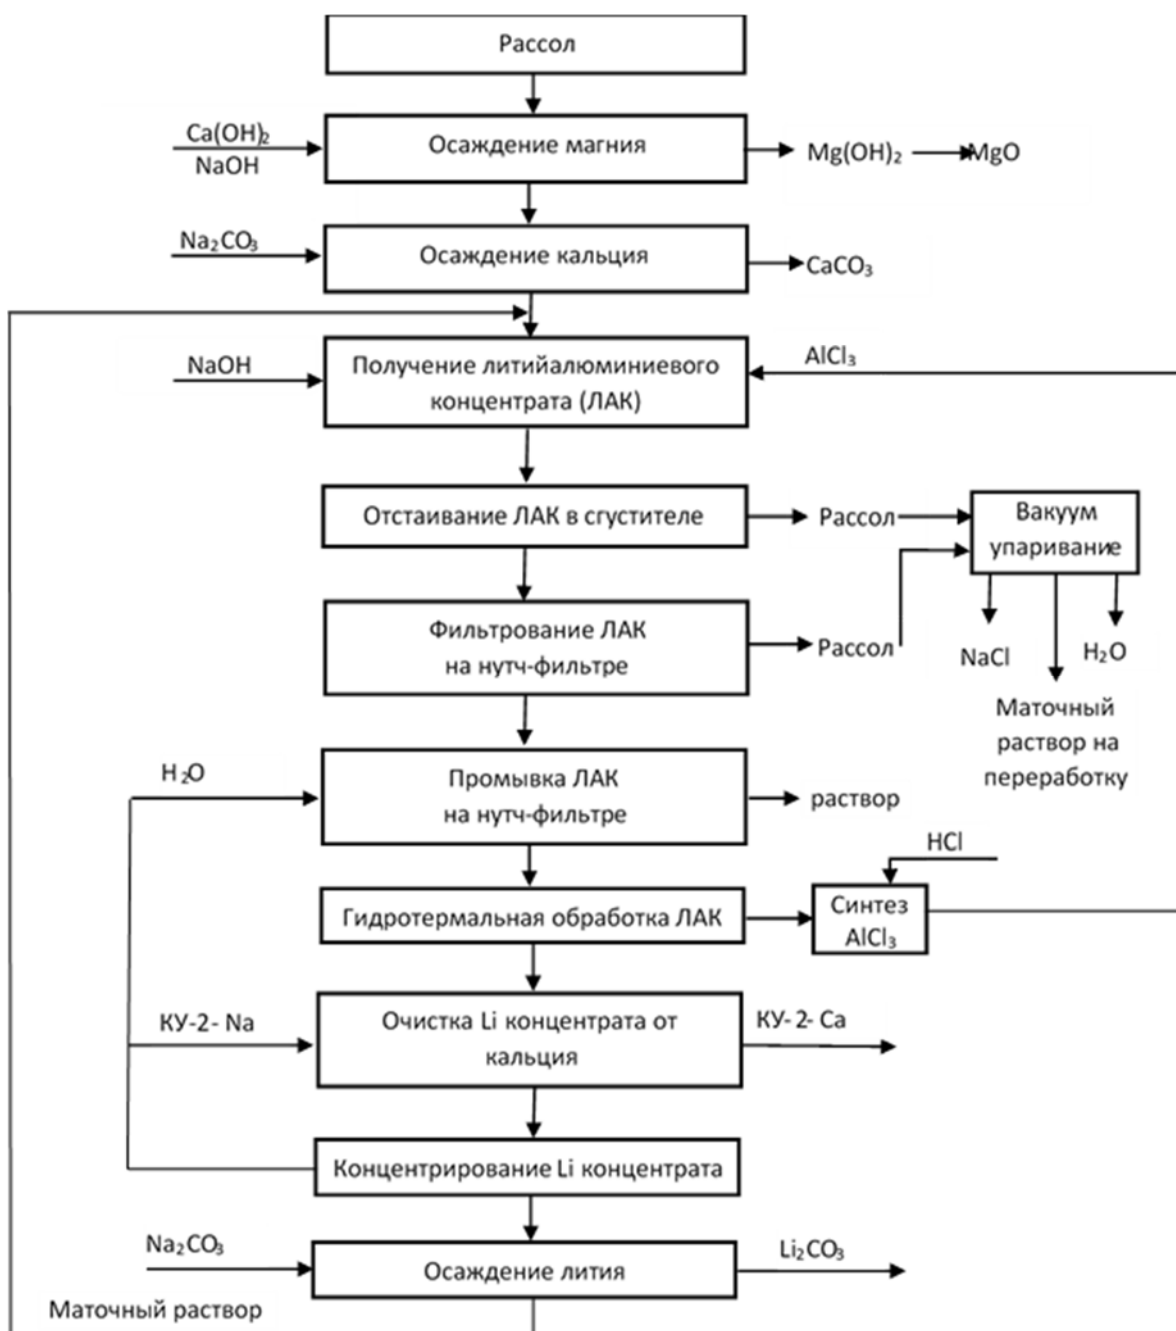 Рассол
Ca(OH)₂
NaOH
Осаждение магния
Mg(OH)₂
MgO
Na₂CO₃
Осаждение кальция
CaCO₃
NaOH
Получение литийалюминиевого
концентрата (ЛАК)
AlCl₃
Отстаивание ЛАК в сгустителе
Рассол
Вакуум
упаривание
Фильтрование ЛАК
на нутч-фильтре
Рассол
NaCl
H₂O
Маточный
раствор на
переработку
H₂O
Промывка ЛАК
на нутч-фильтре
раствор
HCl
Гидротермальная обработка ЛАК
Синтез
AlCl₃
КУ-2- Na
Очистка Li концентрата от
кальция
КУ- 2- Ca
Концентрирование Li концентрата
Na₂CO₃
Осаждение лития
Li₂CO₃
Маточный раствор